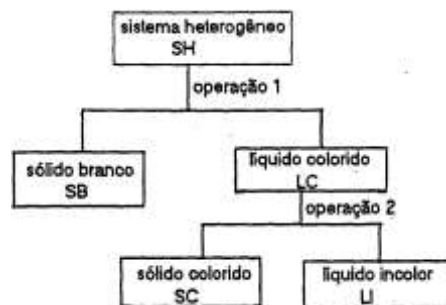 sistema heterogêneo
SH
operação 1
sólido branco
SB
líquido colorido
LC
operação 2
sólido colorido
SC
líquido incolor
LI